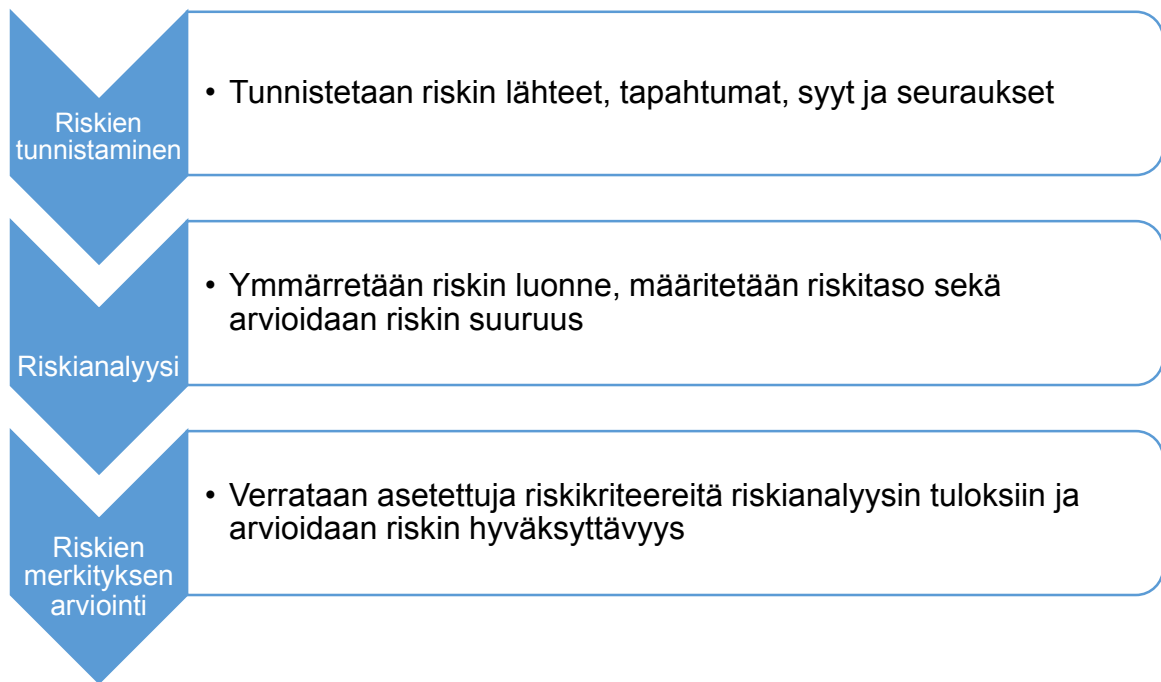 Riskien
tunnistaminen
• Tunnistetaan riskin lähteet, tapahtumat, syyt ja seuraukset
Riskianalyysi
• Ymmärretään riskin luonne, määritetään riskitaso sekä
arvioidaan riskin suuruus
Riskien
merkityksen
arviointi
• Verrataan asetettuja riskikriteereitä riskianalyysin tuloksiin ja
arvioidaan riskin hyväksyttävyys